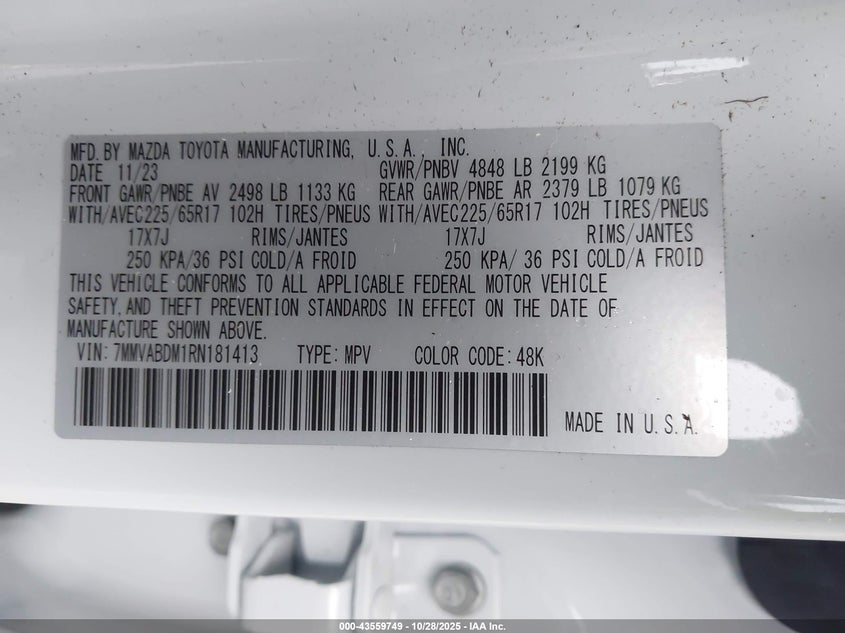 MFD. BY MAZDA TOYOTA MANUFACTURING, U.S.A., INC.
DATE 11/23 GVWR/PNBV 4848 LB 2199 KG
FRONT GAWR/PNBE AV 2498 LB 1133 KG REAR GAWR/PNBE AR 2379 LB 1079 KG
WITH/AVEC225/65R17 102H TIRES/PNEUS WITH/AVEC225/65R17 102H TIRES/PNEUS
17X7J RIMS/JANTES 17X7J RIMS/JANTES
250 KPA/36 PSI COLD/A FROID 250 KPA/ 36 PSI COLD/A FROID
THIS VEHICLE CONFORMS TO ALL APPLICABLE FEDERAL MOTOR VEHICLE
SAFETY, AND THEFT PREVENTION STANDARDS IN EFFECT ON THE DATE OF
MANUFACTURE SHOWN ABOVE.
VIN: 7MMVABDM1RN181413 TYPE: MPV COLOR CODE: 48K
MADE IN U.S.A.
000-43559749 - 10/28/2025 - IAA Inc.